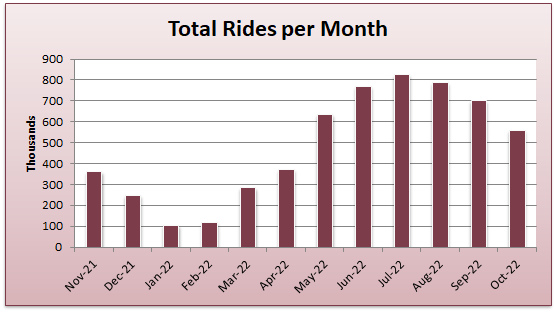 Total Rides per Month
Thousands
900
800
700
600
500
400
300
200
100
0
Nov-21
Dec-21
Jan-22
Feb-22
Mar-22
Apr-22
May-22
Jun-22
Jul-22
Aug-22
Sep-22
Oct-22